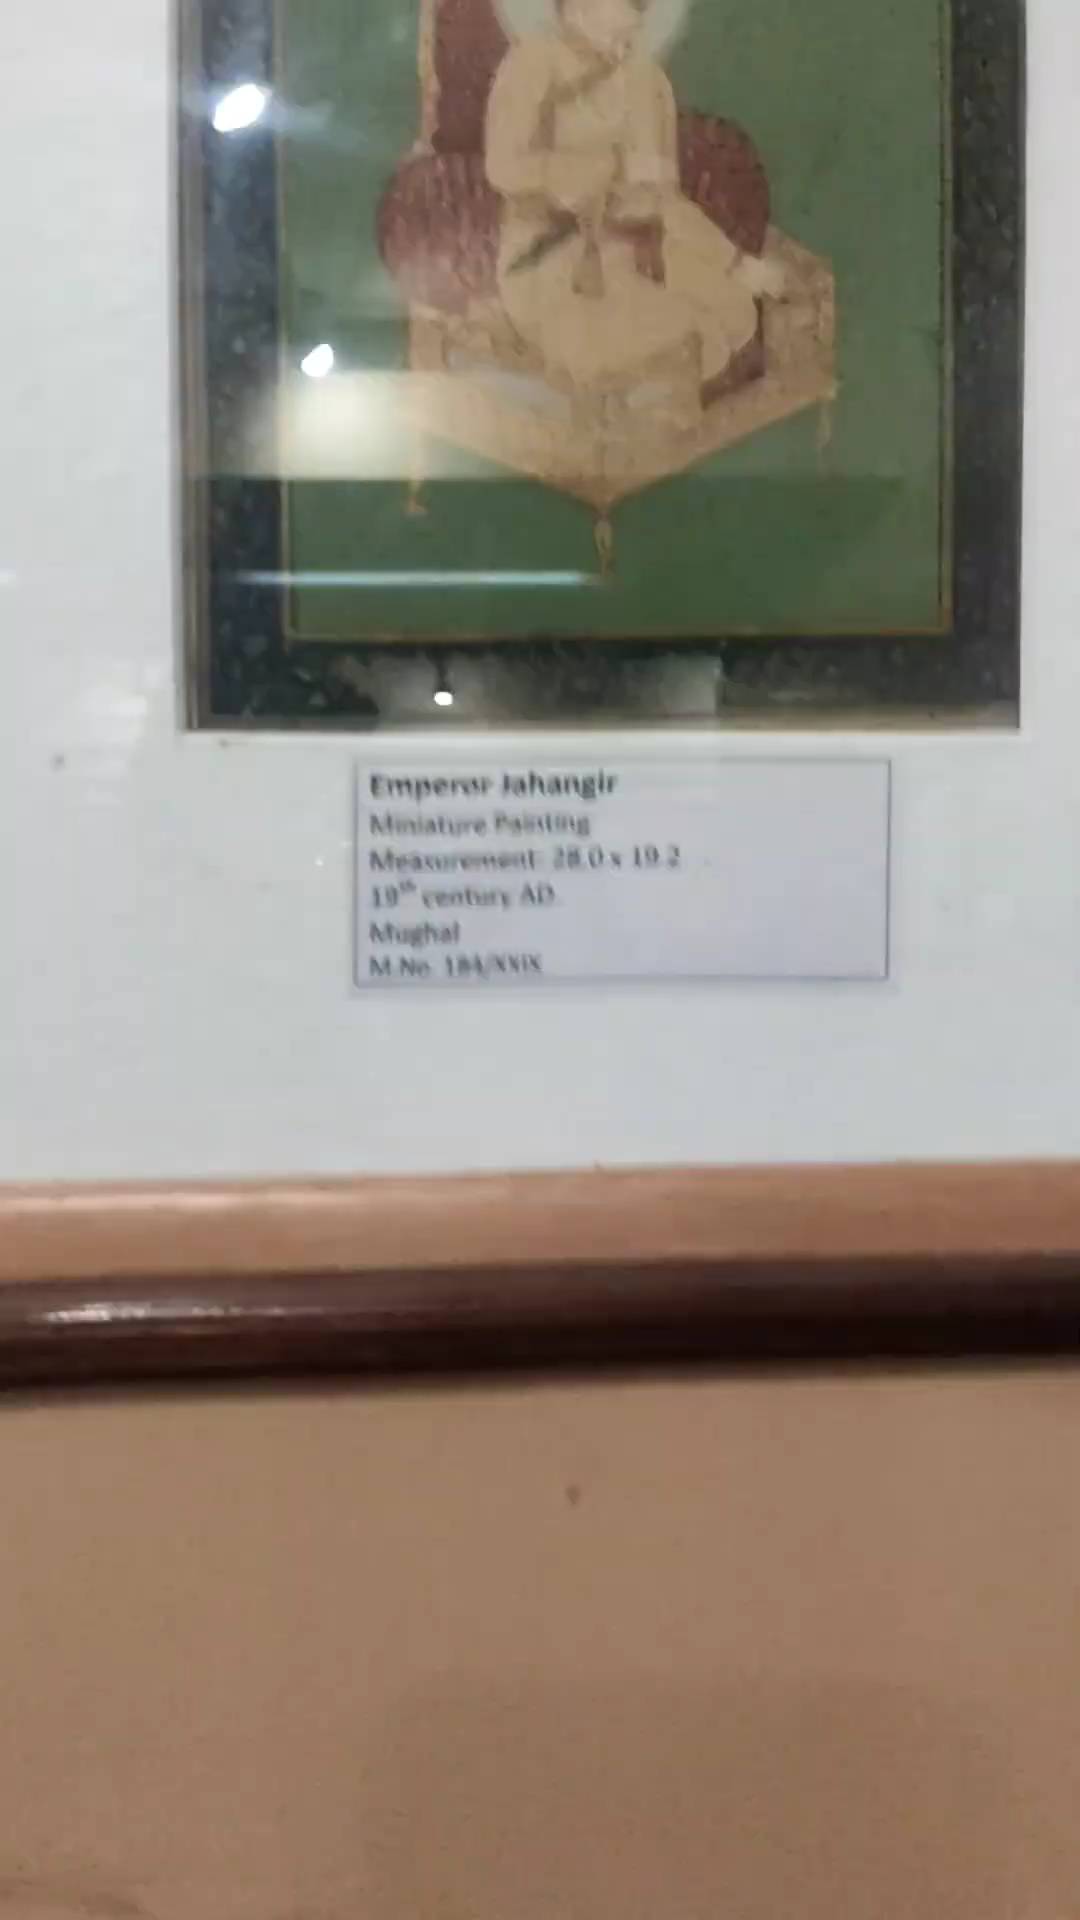 Emperor Jahangir
Miniature Painting
Measurement: 28.0 x 19.2
19th century AD.
Mughal
M.No. 184/XXIX